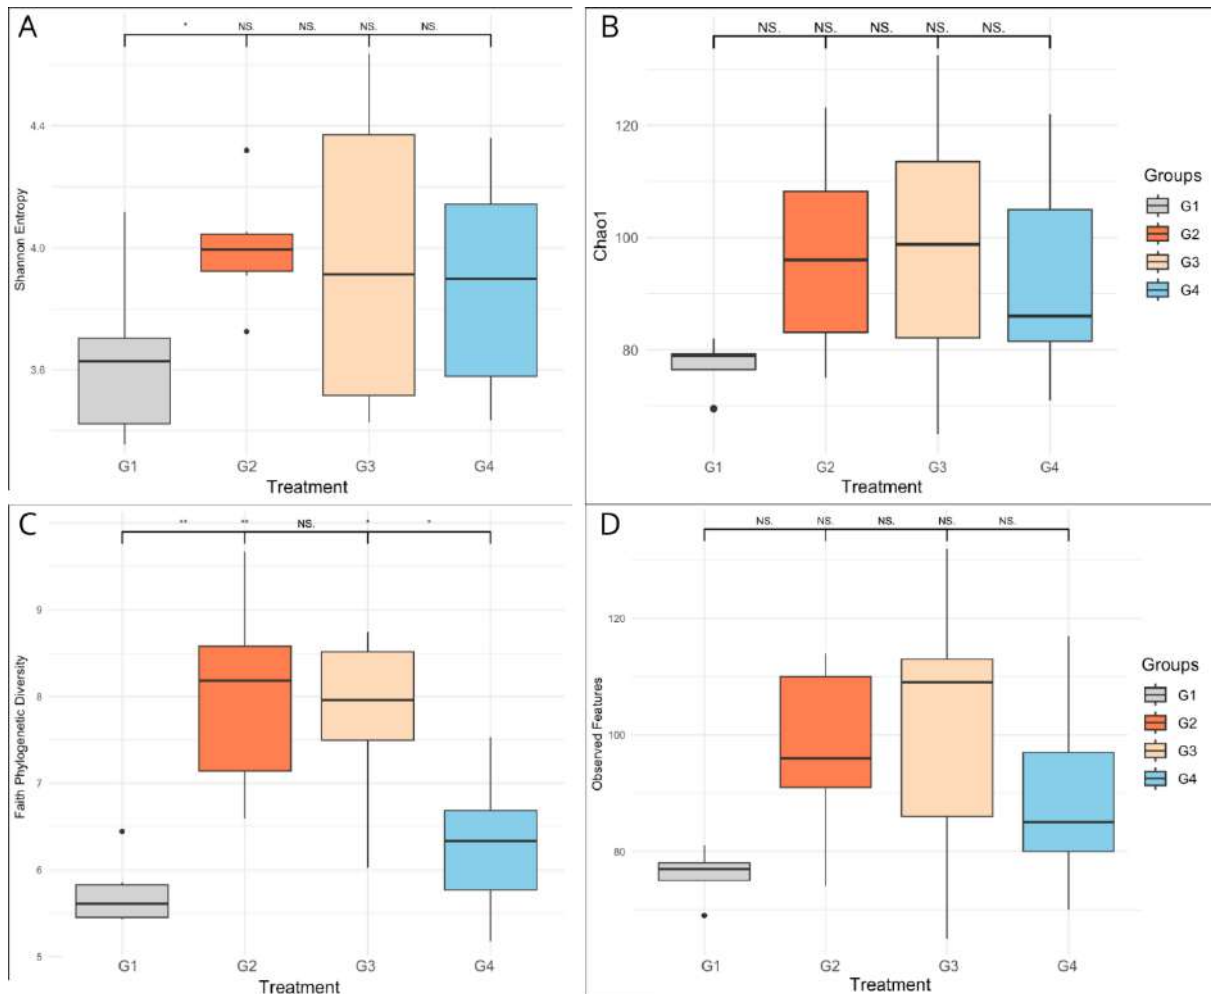 A
* NS. NS. NS. NS.
Shannon Entropy
4.4
4.0
3.6
G1 G2 G3 G4
Treatment
B
NS. NS. NS. NS. NS.
Chao1
120
100
80
G1 G2 G3 G4
Treatment
Groups
G1
G2
G3
G4
C
** ** NS. * *
Faith Phylogenetic Diversity
9
8
7
6
5
G1 G2 G3 G4
Treatment
D
NS. NS. NS. NS. NS.
Observed Features
120
100
80
G1 G2 G3 G4
Treatment
Groups
G1
G2
G3
G4